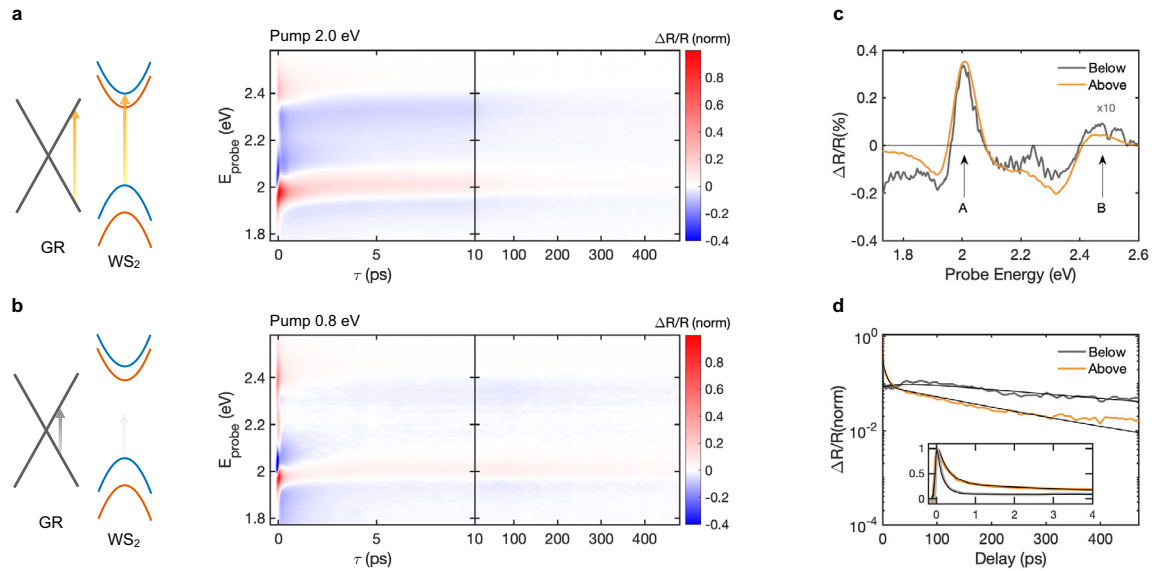 a
Pump 2.0 eV
ΔR/R (norm)
E_probe (eV)
2.4
2.2
2
1.8
0
5
10
100
200
300
400
τ (ps)
0.8
0.6
0.4
0.2
0
-0.2
-0.4
GR
WS₂
b
Pump 0.8 eV
ΔR/R (norm)
E_probe (eV)
2.4
2.2
2
1.8
0
5
10
100
200
300
400
τ (ps)
0.8
0.6
0.4
0.2
0
-0.2
-0.4
GR
WS₂
c
ΔR/R(%)
0.4
0.2
0
-0.2
-0.4
Below
Above
x10
A
B
1.8
2
2.2
2.4
2.6
Probe Energy (eV)
d
ΔR/R(norm)
10⁰
10⁻²
10⁻⁴
Below
Above
1
0.5
0
0
1
2
3
4
0
100
200
300
400
Delay (ps)